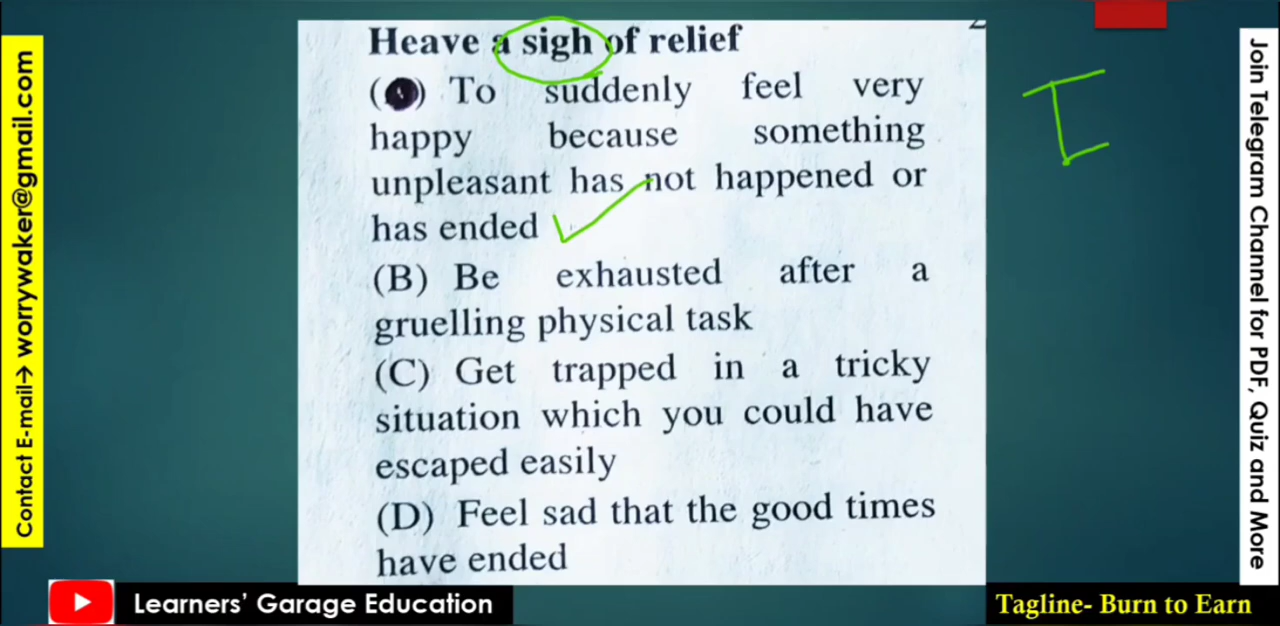 Heave a sigh of relief
( ) To suddenly feel very
happy because something
unpleasant has not happened or
has ended
(B) Be exhausted after a
gruelling physical task
(C) Get trapped in a tricky
situation which you could have
escaped easily
(D) Feel sad that the good times
have ended
I
Contact E-mail→ worrywaker@gmail.com
Join Telegram Channel for PDF, Quiz and More
Learners' Garage Education
Tagline- Burn to Earn